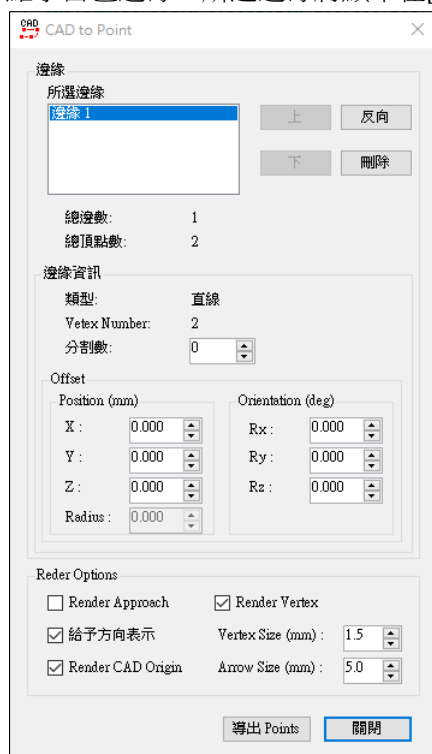 CAD to Point
邊緣
所選邊緣
邊緣 1
上 反向
下 刪除
總邊數: 1
總頂點數: 2
邊緣資訊
類型: 直線
Vetex Number: 2
分割數: 0
Offset
Position (mm) Orientation (deg)
X : 0.000 Rx : 0.000
Y : 0.000 Ry : 0.000
Z : 0.000 Rz : 0.000
Radius : 0.000
Reder Options
Render Approach Render Vertex
給予方向表示 Vertex Size (mm) : 1.5
Render CAD Origin Arrow Size (mm) : 5.0
導出 Points 關閉